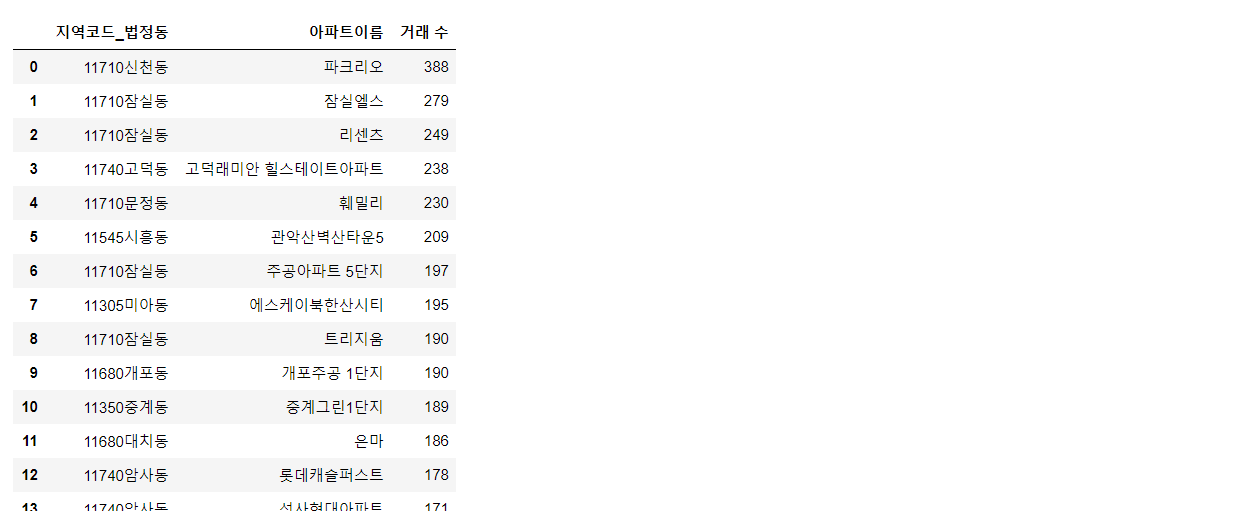 지역코드_법정동 아파트이름 거래 수
0 11710신천동 파크리오 388
1 11710잠실동 잠실엘스 279
2 11710잠실동 리센츠 249
3 11740고덕동 고덕래미안 힐스테이트아파트 238
4 11710문정동 훼밀리 230
5 11545시흥동 관악산벽산타운5 209
6 11710잠실동 주공아파트 5단지 197
7 11305미아동 에스케이북한산시티 195
8 11710잠실동 트리지움 190
9 11680개포동 개포주공 1단지 190
10 11350중계동 중계그린1단지 189
11 11680대치동 은마 186
12 11740암사동 롯데캐슬퍼스트 178
13 11740암사동 선사현대아파트 171